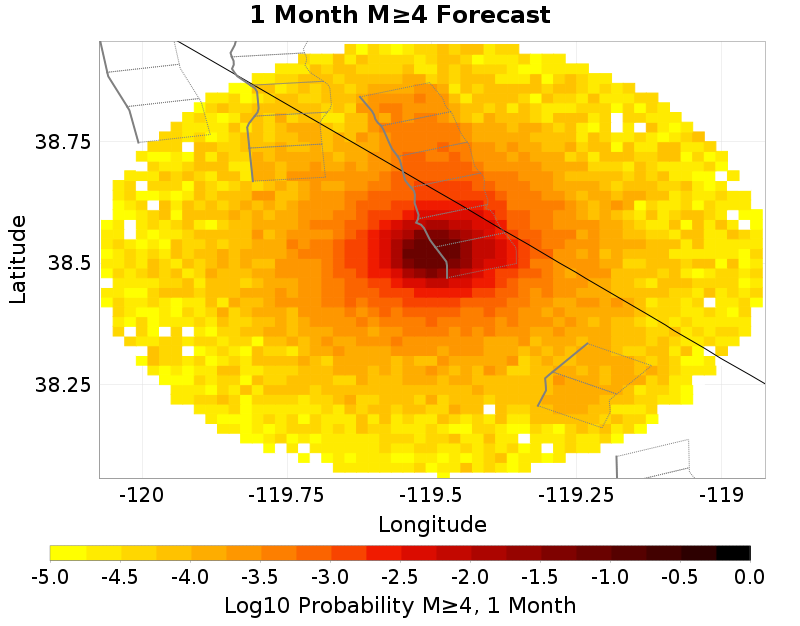 1 Month M≥4 Forecast
Latitude
38.75
38.5
38.25
-120 -119.75 -119.5 -119.25 -119
Longitude
-5.0 -4.5 -4.0 -3.5 -3.0 -2.5 -2.0 -1.5 -1.0 -0.5 0.0
Log10 Probability M≥4, 1 Month